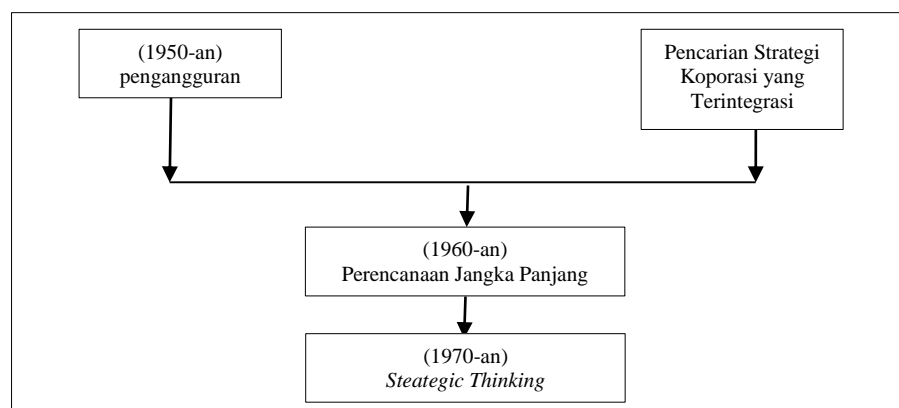 (1950-an)
pengangguran
Pencarian Strategi
Koporasi yang
Terintegrasi
(1960-an)
Perencanaan Jangka Panjang
(1970-an)
Steategic Thinking